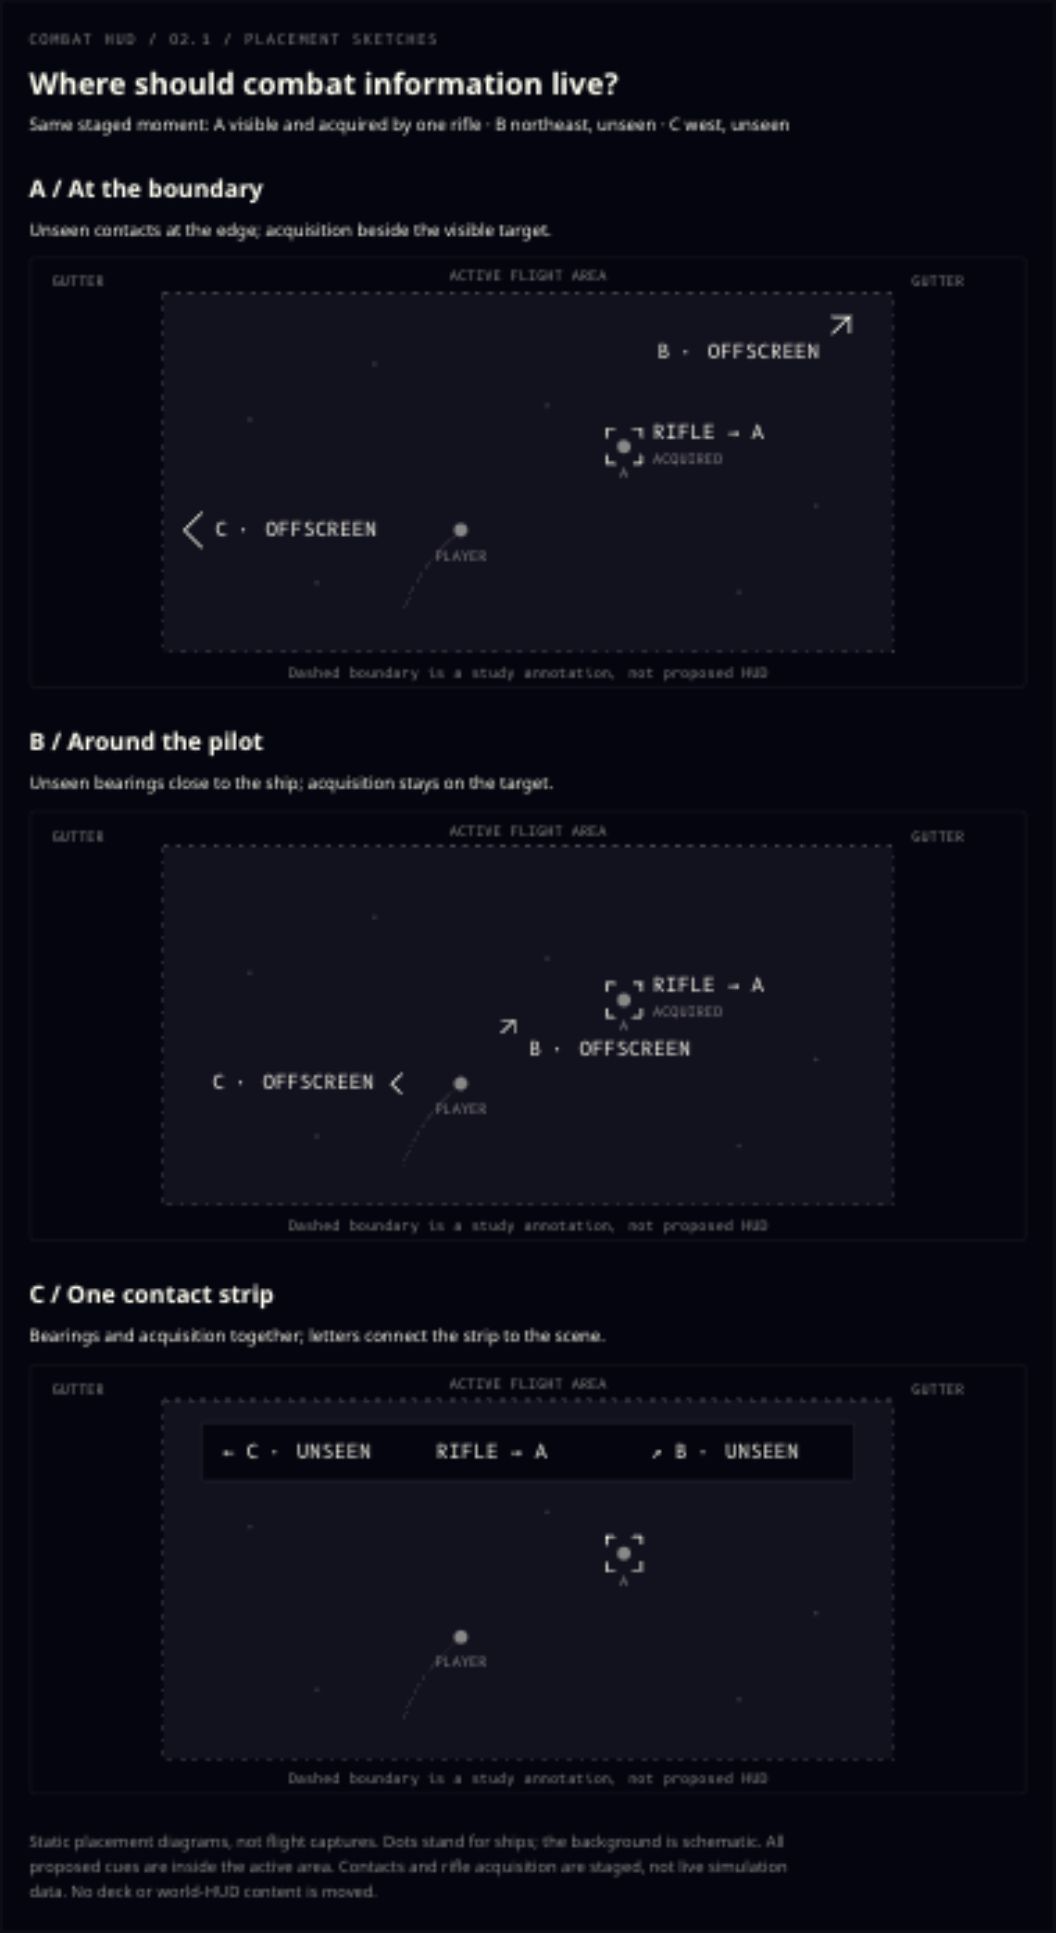 COMBAT HUD / 02.1 / PLACEMENT SKETCHES
Where should combat information live?
Same staged moment: A visible and acquired by one rifle · B northeast, unseen · C west, unseen
A / At the boundary
Unseen contacts at the edge; acquisition beside the visible target.
GUTTER
ACTIVE FLIGHT AREA
GUTTER
B · OFFSCREEN
RIFLE → A
ACQUIRED
A
C · OFFSCREEN
PLAYER
Dashed boundary is a study annotation, not proposed HUD
B / Around the pilot
Unseen bearings close to the ship; acquisition stays on the target.
GUTTER
ACTIVE FLIGHT AREA
GUTTER
RIFLE → A
ACQUIRED
A
B · OFFSCREEN
C · OFFSCREEN
PLAYER
Dashed boundary is a study annotation, not proposed HUD
C / One contact strip
Bearings and acquisition together; letters connect the strip to the scene.
GUTTER
ACTIVE FLIGHT AREA
GUTTER
← C · UNSEEN RIFLE → A ↗ B · UNSEEN
A
PLAYER
Dashed boundary is a study annotation, not proposed HUD
Static placement diagrams, not flight captures. Dots stand for ships; the background is schematic. All
proposed cues are inside the active area. Contacts and rifle acquisition are staged, not live simulation
data. No deck or world-HUD content is moved.